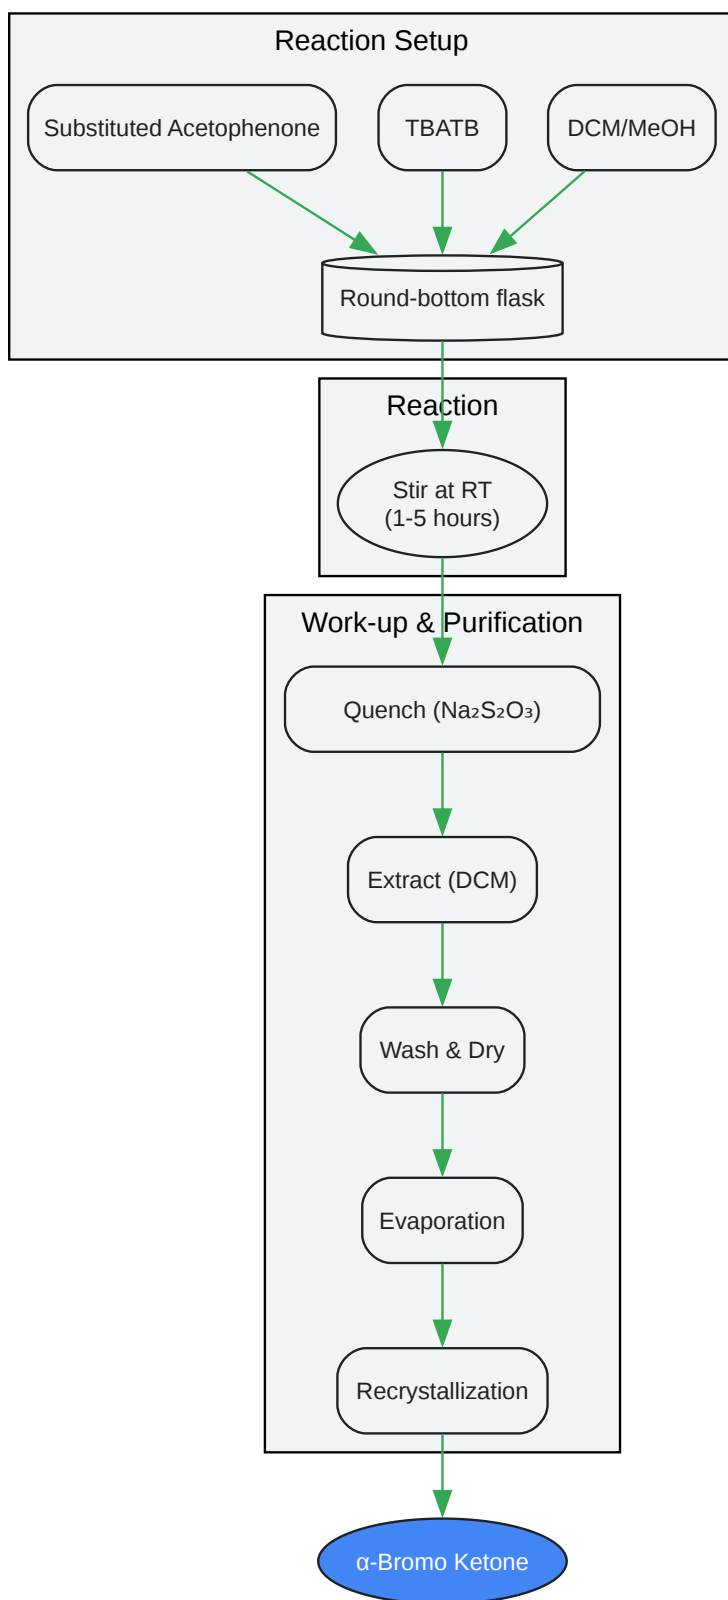 Reaction Setup
Substituted Acetophenone
TBATB
DCM/MeOH
Round-bottom flask
Reaction
Stir at RT
(1-5 hours)
Work-up & Purification
Quench (Na₂S₂O₃)
Extract (DCM)
Wash & Dry
Evaporation
Recrystallization
α-Bromo Ketone